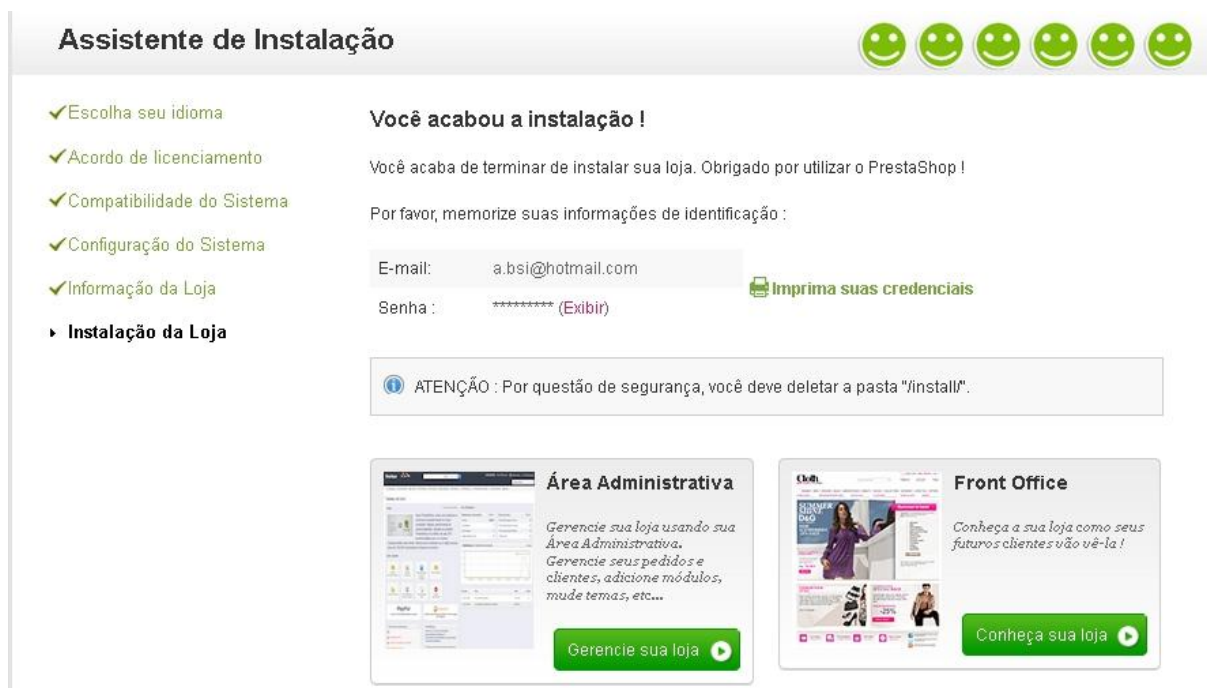 Assistente de Instalação
Escolha seu idioma
Acordo de licenciamento
Compatibilidade do Sistema
Configuração do Sistema
Informação da Loja
Instalação da Loja
Você acabou a instalação !
Você acaba de terminar de instalar sua loja. Obrigado por utilizar o PrestaShop !
Por favor, memorize suas informações de identificação :
E-mail: a.bsi@hotmail.com
Senha : ********* (Exibir)
Imprima suas credenciais
ATENÇÃO : Por questão de segurança, você deve deletar a pasta "/install/".
Área Administrativa
Gerencie sua loja usando sua
Área Administrativa.
Gerencie seus pedidos e
clientes, adicione módulos,
mude temas, etc...
Gerencie sua loja
PayPal
Front Office
Conheça a sua loja como seus
futuros clientes vão vê-la !
Conheça sua loja
Cloth
SUMMER
SHINE
D&G
-25%